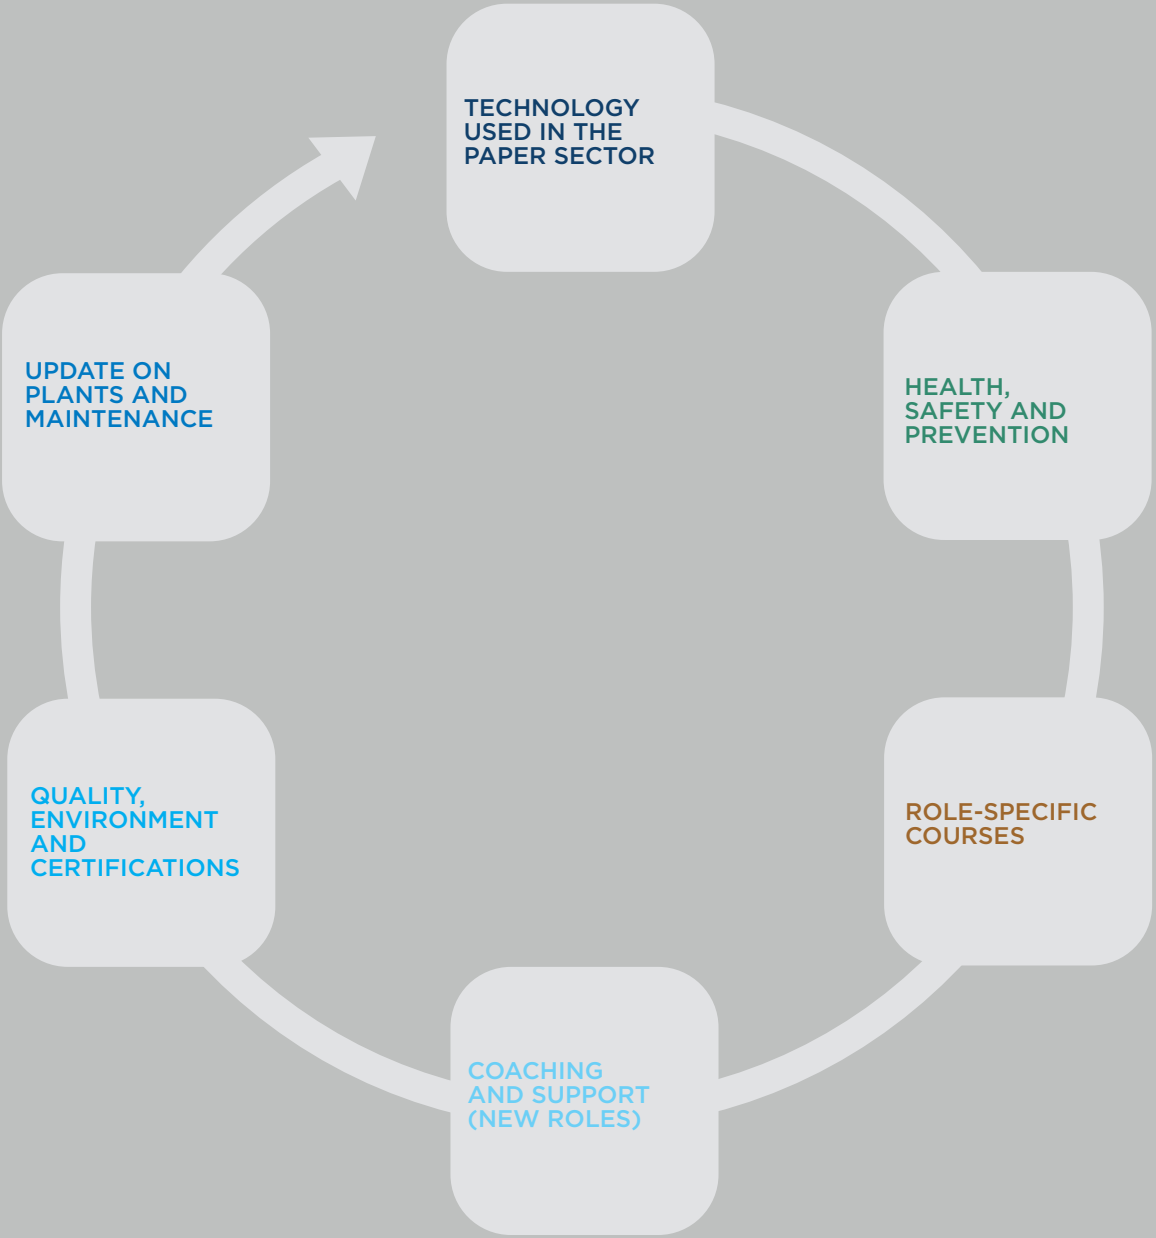 TECHNOLOGY
USED IN THE
PAPER SECTOR
HEALTH,
SAFETY AND
PREVENTION
ROLE-SPECIFIC
COURSES
COACHING
AND SUPPORT
(NEW ROLES)
QUALITY,
ENVIRONMENT
AND
CERTIFICATIONS
UPDATE ON
PLANTS AND
MAINTENANCE